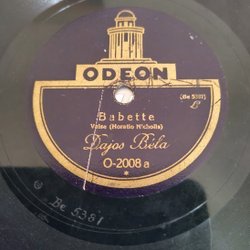 ODEON
(Be 5381)
L
Babette
Valse (Horatio Nicholls)
Dajos Béla
O-2008 a
*
Be 5381